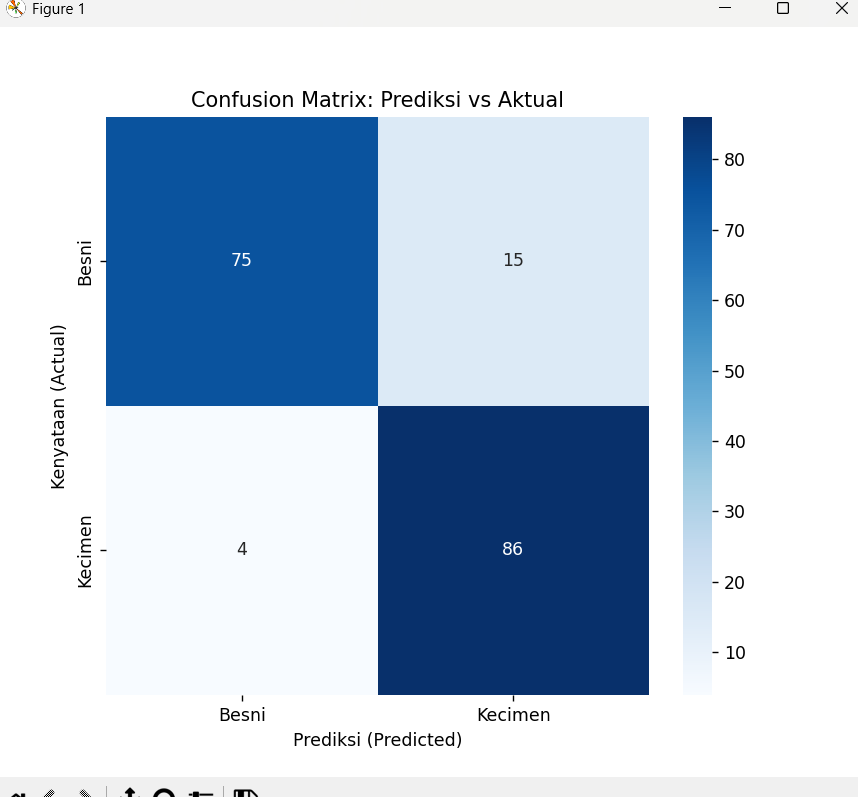 Figure 1
Confusion Matrix: Prediksi vs Aktual
Kenyataan (Actual)
Besni
75
15
Kecimen
4
86
Besni
Kecimen
Prediksi (Predicted)
80
70
60
50
40
30
20
10